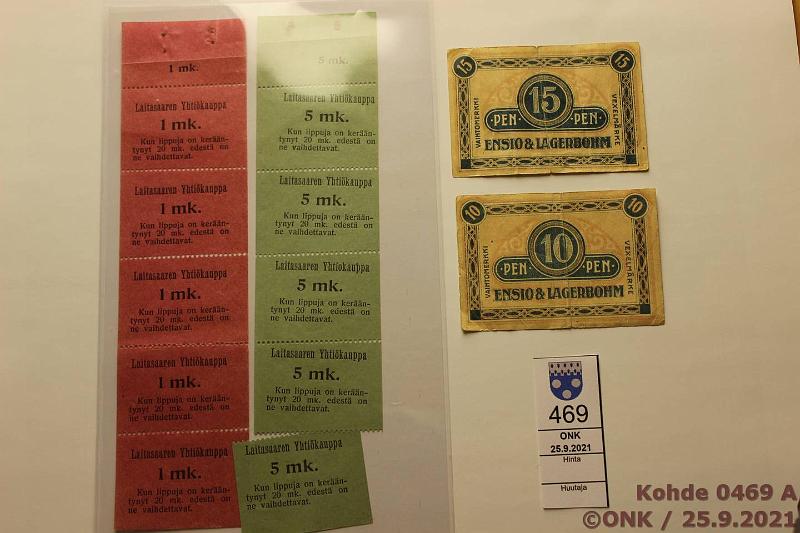 1 mk.
Laitasaaren Yhtiökauppa
1 mk.
Kun lippuja on kerään-
tynyt 20 mk. edestä on
ne vaihdettavat.
Laitasaaren Yhtiökauppa
1 mk.
Kun lippuja on kerään-
tynyt 20 mk. edestä on
ne vaihdettavat.
Laitasaaren Yhtiökauppa
1 mk.
Kun lippuja on kerään-
tynyt 20 mk. edestä on
ne vaihdettavat.
Laitasaaren Yhtiökauppa
1 mk.
Kun lippuja on kerään-
tynyt 20 mk. edestä on
ne vaihdettavat.
Laitasaaren Yhtiökauppa
1 mk.
Kun lippuja on kerään-
tynyt 20 mk. edestä on
ne vaihdettavat.
5 mk.
Laitasaaren Yhtiökauppa
5 mk.
Kun lippuja on kerään-
tynyt 20 mk. edestä on
ne vaihdettavat.
Laitasaaren Yhtiökauppa
5 mk.
Kun lippuja on kerään-
tynyt 20 mk. edestä on
ne vaihdettavat.
Laitasaaren Yhtiökauppa
5 mk.
Kun lippuja on kerään-
tynyt 20 mk. edestä on
ne vaihdettavat.
Laitasaaren Yhtiökauppa
5 mk.
Kun lippuja on kerään-
tynyt 20 mk. edestä on
ne vaihdettavat.
Laitasaaren Yhtiökauppa
5 mk.
Kun lippuja on kerään-
tynyt 20 mk. edestä on
ne vaihdettavat.
15 15
VAIHTOMERKKI
15
PEN PEN
VEXELMÄRKE
ENSIO & LAGERBOHM
10 10
VAIHTOMERKKI
10
PEN PEN
VEXELMÄRKE
ENSIO & LAGERBOHM
469
ONK
25.9.2021
Hinta
Huutaja
Kohde 0469 A
©ONK / 25.9.2021